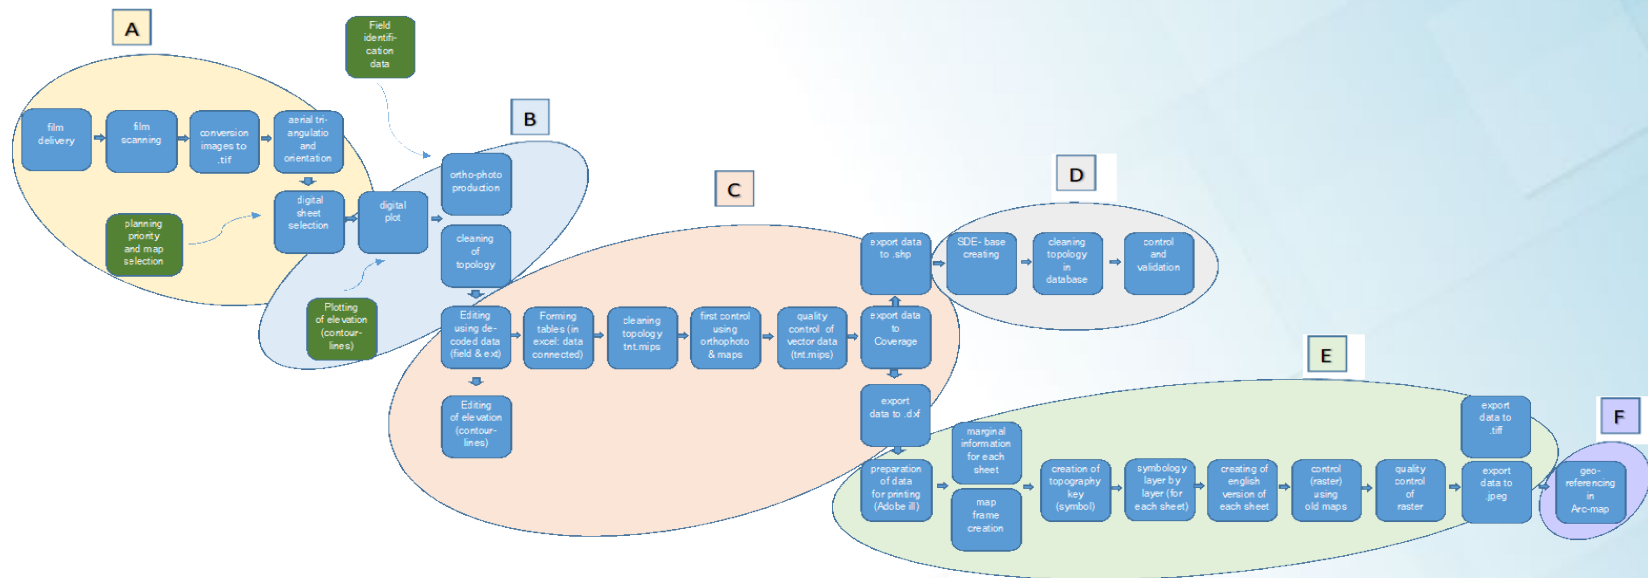 A
Field
identifi-
cation
data
film
delivery
film
scanning
conversion
images to
.tif
aerial tri-
angulatio
and
orientation
B
ortho-photo
production
planning
priority
and map
selection
digital
sheet
selection
digital
plot
cleaning
of
topology
Plotting
of elevation
(contour-
lines)
C
Editing
using de-
coded data
(field & ext)
Forming
tables (in
excel: data
connected)
cleaning
topology
tnt.mips
first control
using
orthophoto
& maps
quality
control of
vector data
(tnt.mips)
export data
to
Coverage
export data
to .shp
Editing
of elevation
(contour-
lines)
export
data to .dxf
D
SDE- base
creating
cleaning
topology
in
database
control
and
validation
E
preparation
of data
for printing
(Adobe ill)
marginal
information
for each
sheet
map
frame
creation
creation of
topography
key
(symbol)
symbology
layer by
layer (for
each sheet)
creating of
english
version of
each sheet
control
(raster)
using
old maps
quality
control
of
raster
export
data to
.tiff
export
data to
.jpeg
F
geo-
referencing
in
Arc-map